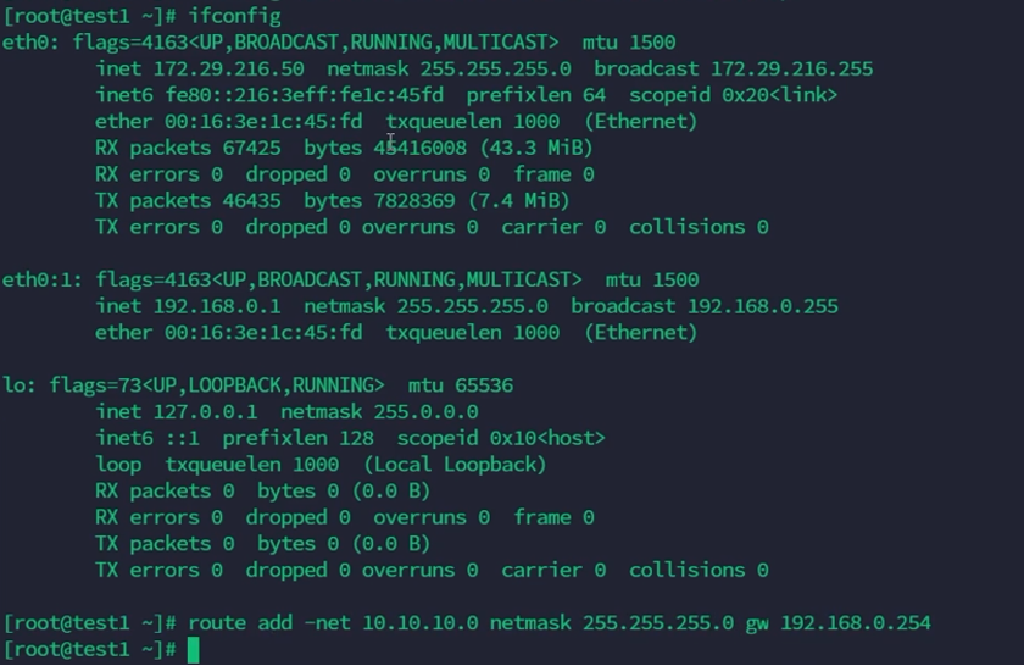 [root@test1 ~]# ifconfig
eth0: flags=4163<UP,BROADCAST,RUNNING,MULTICAST>  mtu 1500
        inet 172.29.216.50  netmask 255.255.255.0  broadcast 172.29.216.255
        inet6 fe80::216:3eff:fe1c:45fd  prefixlen 64  scopeid 0x20<link>
        ether 00:16:3e:1c:45:fd  txqueuelen 1000  (Ethernet)
        RX packets 67425  bytes 45416008 (43.3 MiB)
        RX errors 0  dropped 0  overruns 0  frame 0
        TX packets 46435  bytes 7828369 (7.4 MiB)
        TX errors 0  dropped 0 overruns 0  carrier 0  collisions 0

eth0:1: flags=4163<UP,BROADCAST,RUNNING,MULTICAST>  mtu 1500
        inet 192.168.0.1  netmask 255.255.255.0  broadcast 192.168.0.255
        ether 00:16:3e:1c:45:fd  txqueuelen 1000  (Ethernet)

lo: flags=73<UP,LOOPBACK,RUNNING>  mtu 65536
        inet 127.0.0.1  netmask 255.0.0.0
        inet6 ::1  prefixlen 128  scopeid 0x10<host>
        loop  txqueuelen 1000  (Local Loopback)
        RX packets 0  bytes 0 (0.0 B)
        RX errors 0  dropped 0  overruns 0  frame 0
        TX packets 0  bytes 0 (0.0 B)
        TX errors 0  dropped 0 overruns 0  carrier 0  collisions 0

[root@test1 ~]# route add -net 10.10.10.0 netmask 255.255.255.0 gw 192.168.0.254
[root@test1 ~]#